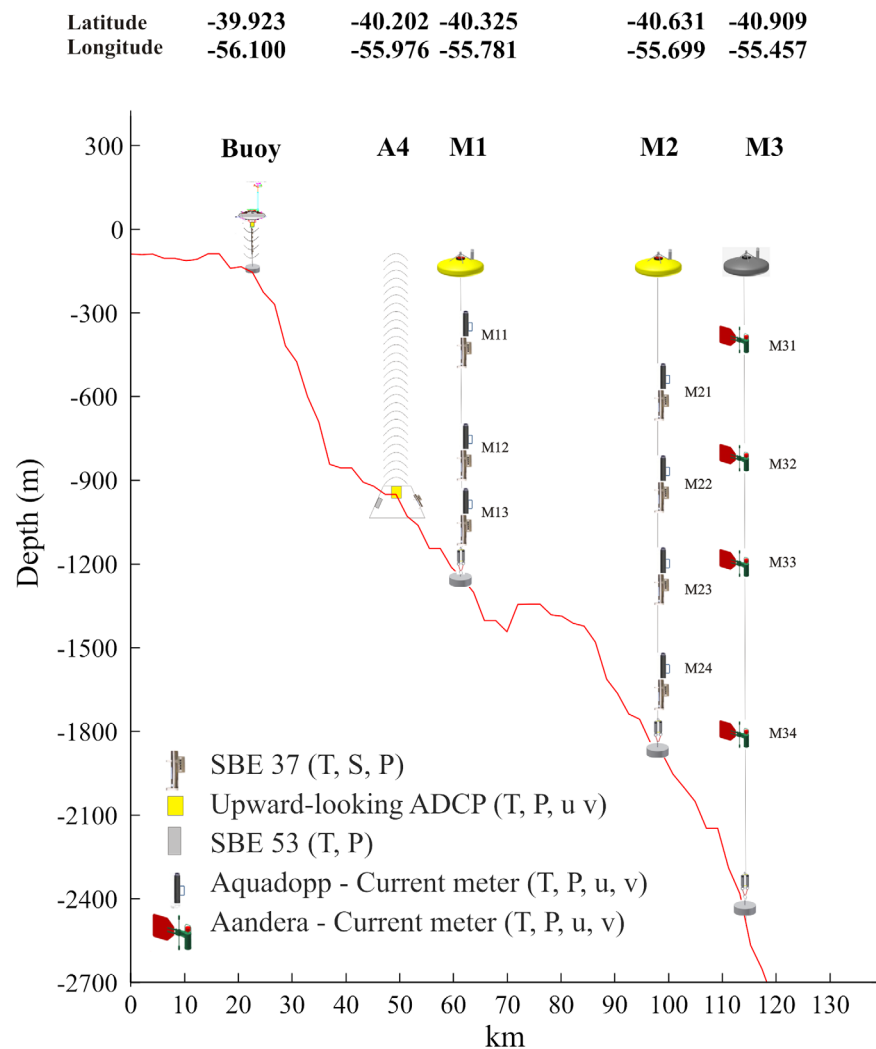 Latitude -39.923 -40.202 -40.325 -40.631 -40.909
Longitude -56.100 -55.976 -55.781 -55.699 -55.457
Buoy A4 M1 M2 M3
300
0
-300
-600
-900
-1200
-1500
-1800
-2100
-2400
-2700
Depth (m)
M11
M12
M13
M21
M22
M23
M24
M31
M32
M33
M34
SBE 37 (T, S, P)
Upward-looking ADCP (T, P, u v)
SBE 53 (T, P)
Aquadopp - Current meter (T, P, u, v)
Aandera - Current meter (T, P, u, v)
0 10 20 30 40 50 60 70 80 90 100 110 120 130
km